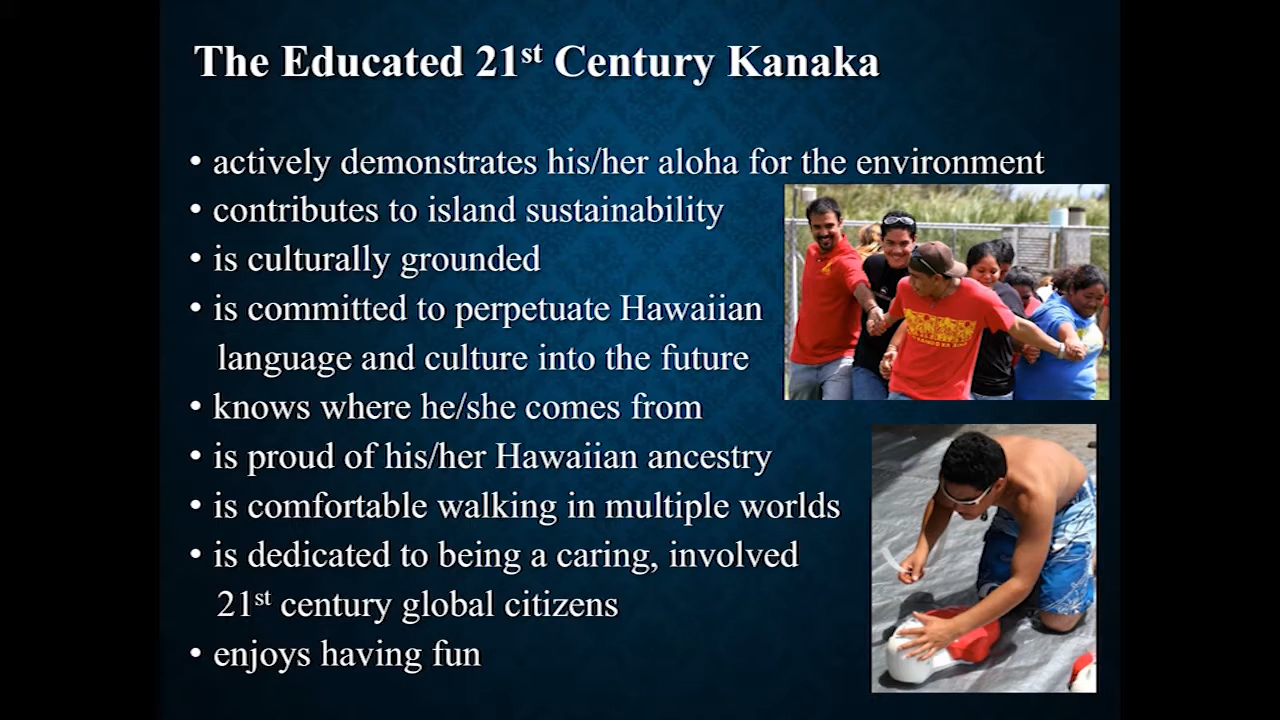 The Educated 21st Century Kanaka
• actively demonstrates his/her aloha for the environment
• contributes to island sustainability
• is culturally grounded
• is committed to perpetuate Hawaiian
language and culture into the future
• knows where he/she comes from
• is proud of his/her Hawaiian ancestry
• is comfortable walking in multiple worlds
• is dedicated to being a caring, involved
21st century global citizens
• enjoys having fun